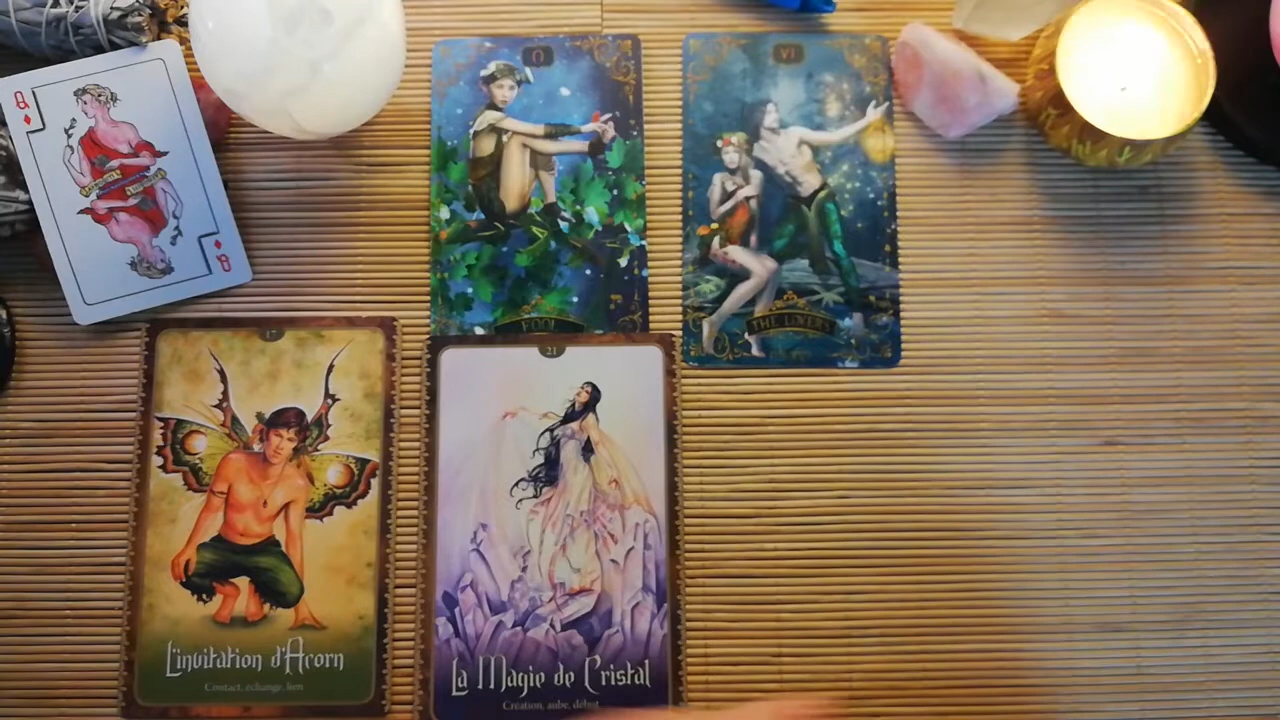 Q
0
FOOL
VI
THE LOVERS
Q
17
L'invitation d'Acorn
Contact, échange, lien
21
La Magie de Cristal
Création, aube, début